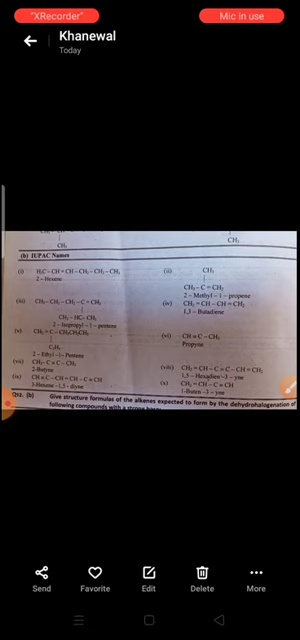 "XRecorder"
Mic in use
Khanewal
Today
CH₃
CH₃
(b) IUPAC Names
(i) H₃C – CH = CH – CH₂ – CH₂ – CH₃
2 – Hexene
(ii) CH₃
CH₃ – C = CH₂
2 – Methyl – 1 – propene
(iii) CH₃ – CH₂ – CH₂ – C = CH₂
CH₃ – HC – CH₃
2 – Isopropyl – 1 – pentene
(iv) CH₂ = CH – CH = CH₂
1,3 – Butadiene
(v) CH₂ = C – CH₂CH₂CH₃
C₂H₅
2 – Ethyl –1– Pentene
(vi) CH ≡ C – CH₃
Propyne
(vii) CH₃– C ≡ C – CH₃
2-Butyne
(viii) CH₂ = CH – C ≡ C – CH = CH₂
1,5 – Hexadien –3 – yne
(ix) CH ≡ C – CH = CH – C ≡ CH
3-Hexene –1,5 - diyne
(x) CH₂ = CH – C ≡ CH
1-Buten –3 – yne
Q12. (b) Give structure formulas of the alkenes expected to form by the dehydrohalogenation of
following compounds with a strong base:
Send
Favorite
Edit
Delete
More